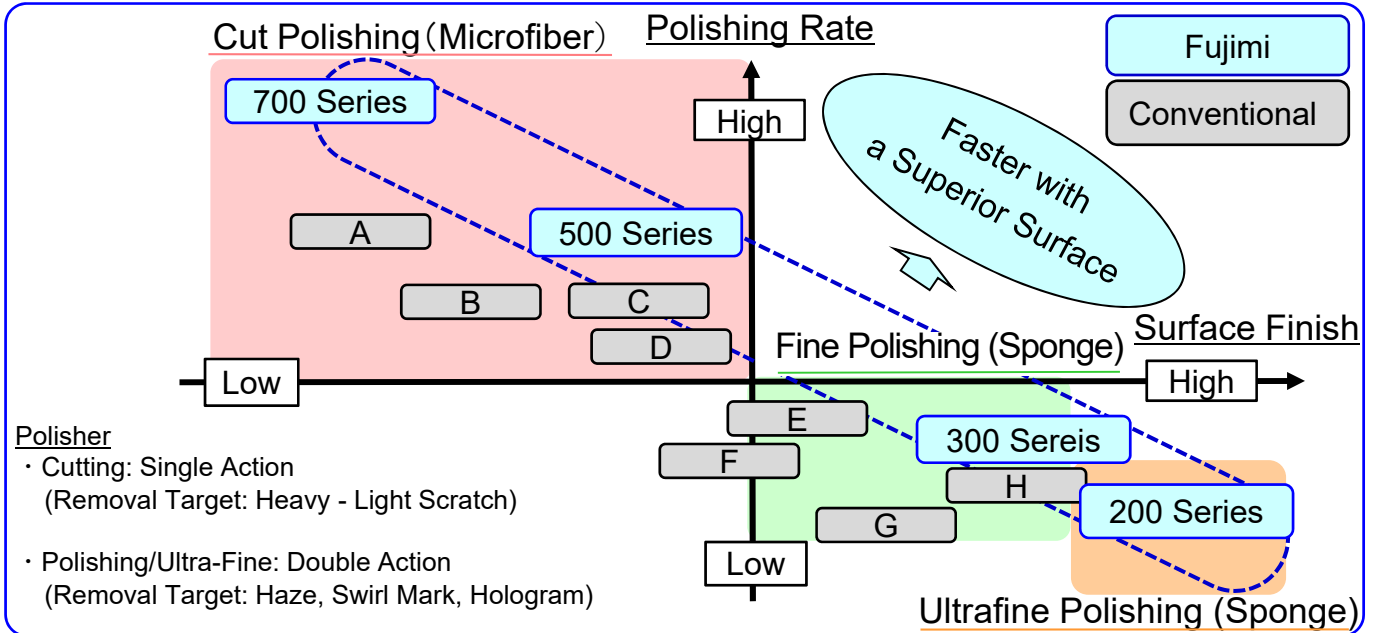 Cut Polishing（Microfiber）
Polishing Rate
Fujimi
Conventional
700 Series
High
Faster with
a Superior Surface
A
500 Series
B
C
D
Fine Polishing (Sponge)
Surface Finish
Low
High
E
300 Sereis
F
H
G
200 Series
Low
Ultrafine Polishing (Sponge)
Polisher
・Cutting: Single Action
(Removal Target: Heavy - Light Scratch)
・Polishing/Ultra-Fine: Double Action
(Removal Target: Haze, Swirl Mark, Hologram)